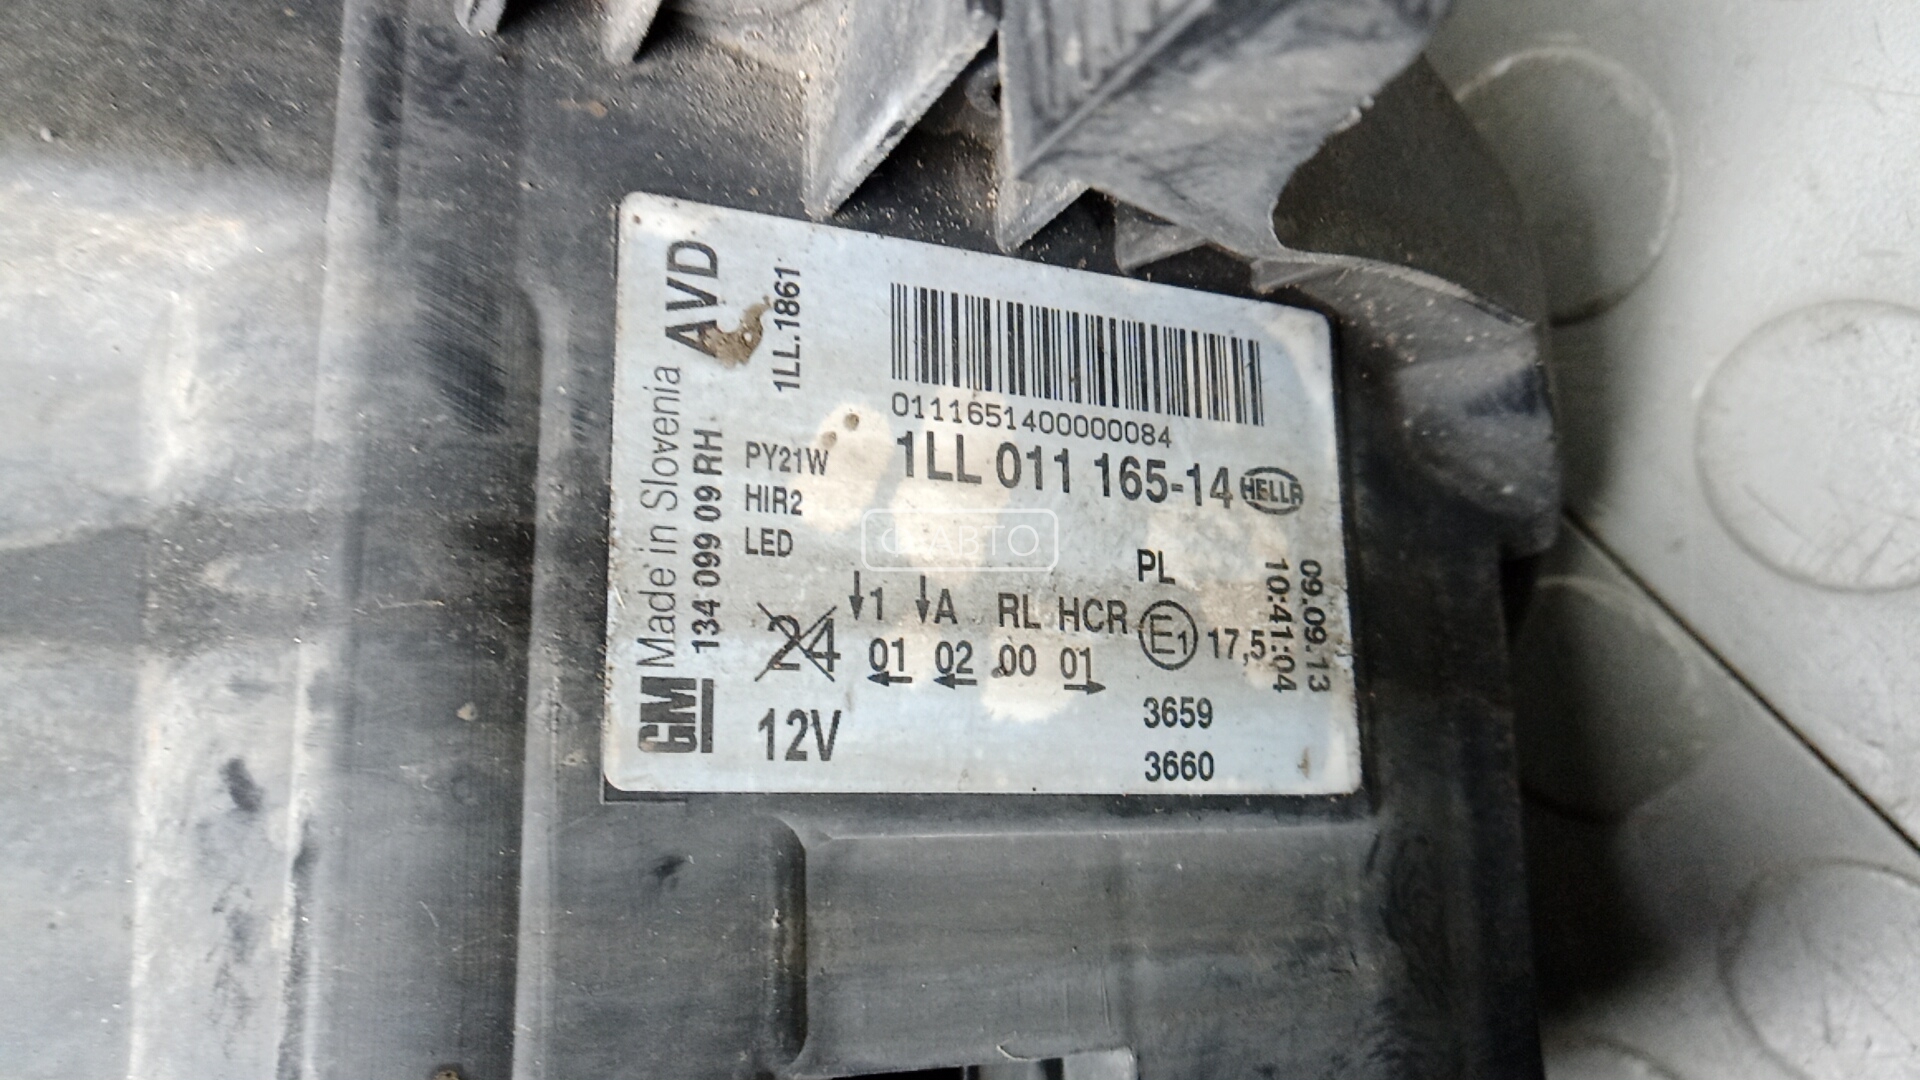 GM Made in Slovenia AVD
134 099 09 RH
1LL.1861
0111651400000084
1LL 011 165-14 HELLA
PY21W
HIR2
LED
24
12V
1 A RL HCR
01 02 00 01
PL
E1 17,5
3659
3660
09.09.13
10:41:04
АВТО